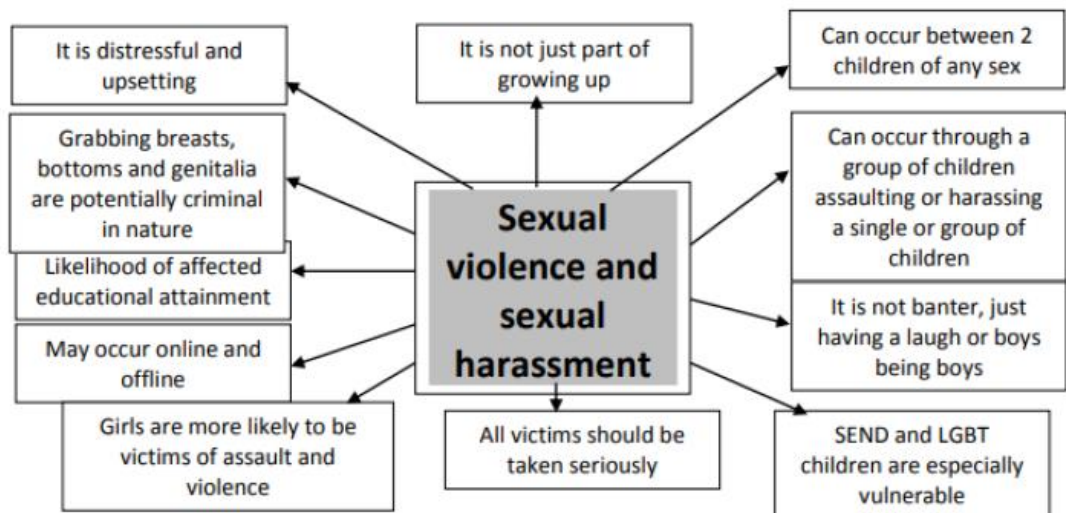 It is distressful and
upsetting
It is not just part of
growing up
Can occur between 2
children of any sex
Grabbing breasts,
bottoms and genitalia
are potentially criminal
in nature
Can occur through a
group of children
assaulting or harassing
a single or group of
children
Sexual
violence and
sexual
harassment
Likelihood of affected
educational attainment
It is not banter, just
having a laugh or boys
being boys
May occur online and
offline
Girls are more likely to be
victims of assault and
violence
All victims should be
taken seriously
SEND and LGBT
children are especially
vulnerable